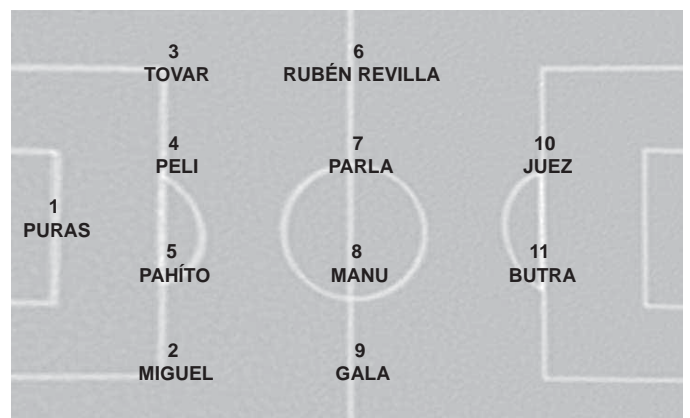 3
TOVAR
6
RUBÉN REVILLA
4
PELI
7
PARLA
10
JUEZ
1
PURAS
5
PAHÍTO
8
MANU
11
BUTRA
2
MIGUEL
9
GALA